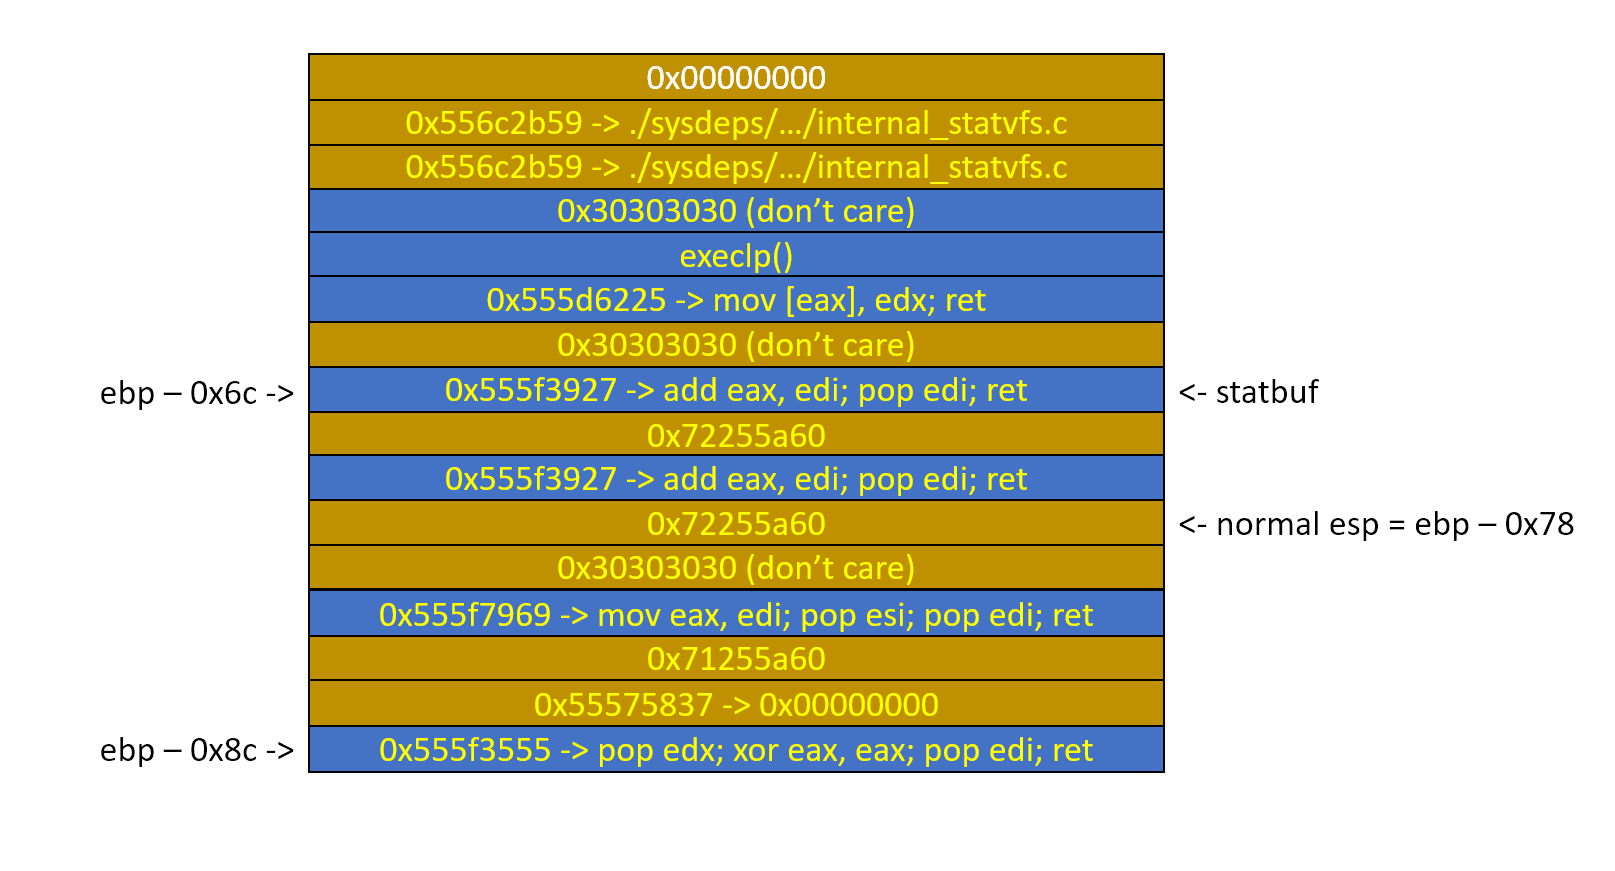 0x00000000
0x556c2b59 -> ./sysdeps/…/internal_statvfs.c
0x556c2b59 -> ./sysdeps/…/internal_statvfs.c
0x30303030 (don’t care)
execlp()
0x555d6225 -> mov [eax], edx; ret
0x30303030 (don’t care)
ebp – 0x6c -> 0x555f3927 -> add eax, edi; pop edi; ret <- statbuf
0x72255a60
0x555f3927 -> add eax, edi; pop edi; ret
0x72255a60 <- normal esp = ebp – 0x78
0x30303030 (don’t care)
0x555f7969 -> mov eax, edi; pop esi; pop edi; ret
0x71255a60
0x55575837 -> 0x00000000
ebp – 0x8c -> 0x555f3555 -> pop edx; xor eax, eax; pop edi; ret